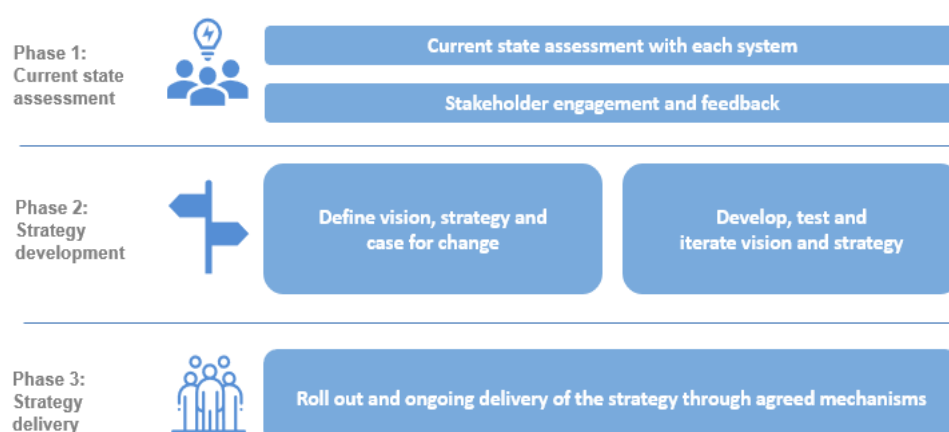 Phase 1:
Current state
assessment
Current state assessment with each system
Stakeholder engagement and feedback
Phase 2:
Strategy
development
Define vision, strategy and
case for change
Develop, test and
iterate vision and strategy
Phase 3:
Strategy
delivery
Roll out and ongoing delivery of the strategy through agreed mechanisms